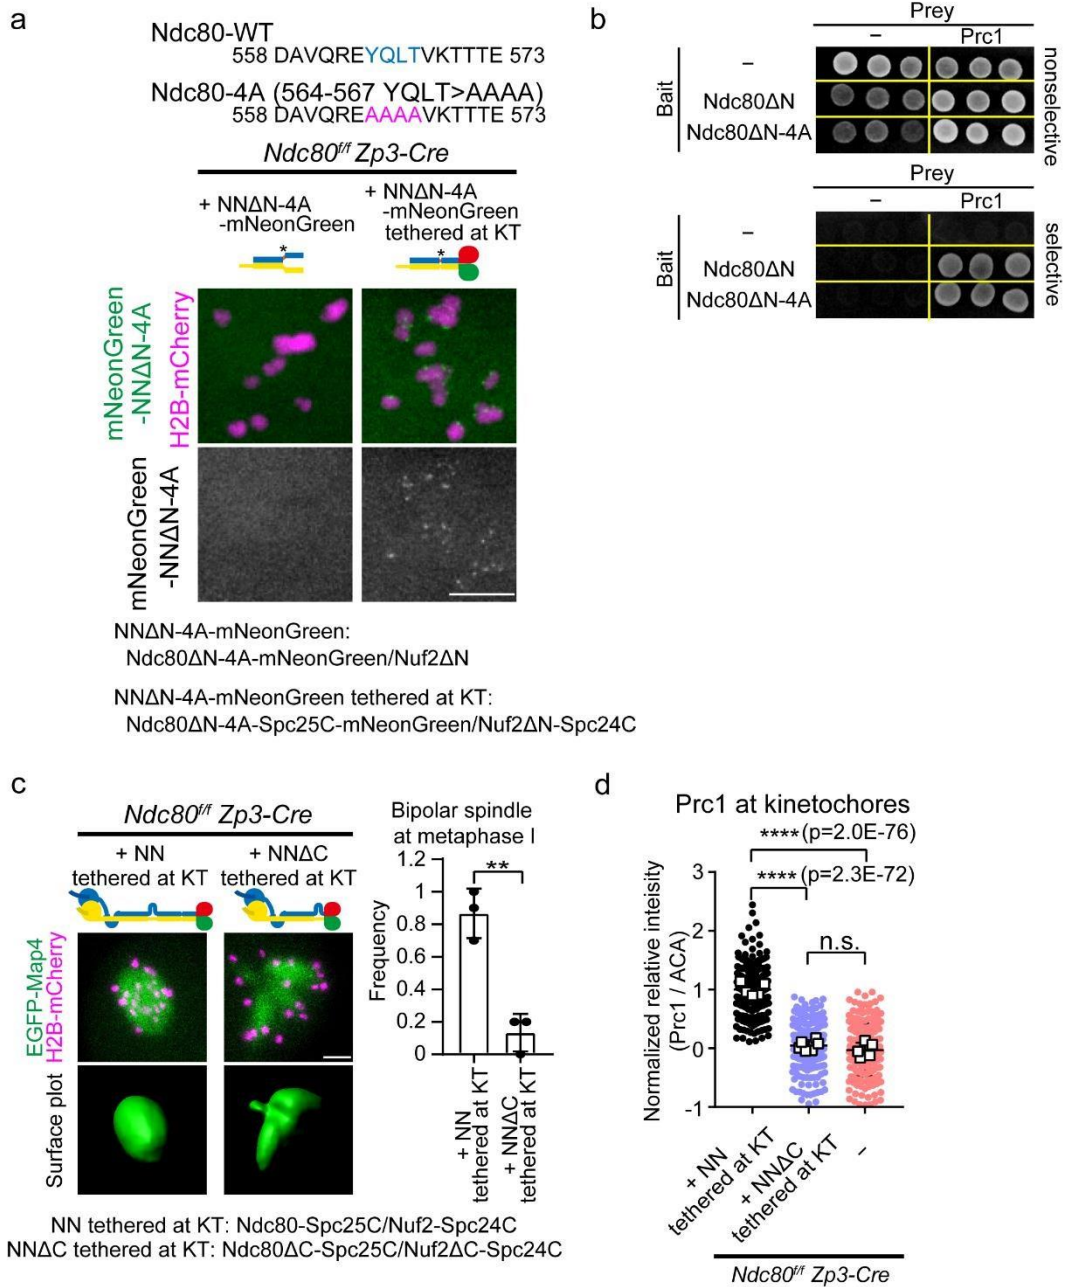 a
Ndc80-WT
558 DAVQREYQLTVKTTTE 573
Ndc80-4A (564-567 YQLT>AAAA)
558 DAVQREAAAAVKTTTE 573
Ndc80f/f Zp3-Cre
+ NNΔN-4A
-mNeonGreen
+ NNΔN-4A
-mNeonGreen
tethered at KT
*
*
mNeonGreen
-NNΔN-4A
H2B-mCherry
mNeonGreen
-NNΔN-4A
NNΔN-4A-mNeonGreen:
Ndc80ΔN-4A-mNeonGreen/Nuf2ΔN
NNΔN-4A-mNeonGreen tethered at KT:
Ndc80ΔN-4A-Spc25C-mNeonGreen/Nuf2ΔN-Spc24C
b
Prey
– Prc1
Bait
–
Ndc80ΔN
Ndc80ΔN-4A
nonselective
Prey
– Prc1
Bait
–
Ndc80ΔN
Ndc80ΔN-4A
selective
c
Ndc80f/f Zp3-Cre
+ NN
tethered at KT
+ NNΔC
tethered at KT
EGFP-Map4
H2B-mCherry
Surface plot
Bipolar spindle
at metaphase I
**
Frequency
1.2
1
0.8
0.6
0.4
0.2
0
+ NN
tethered at KT
+ NNΔC
tethered at KT
NN tethered at KT: Ndc80-Spc25C/Nuf2-Spc24C
NNΔC tethered at KT: Ndc80ΔC-Spc25C/Nuf2ΔC-Spc24C
d
Prc1 at kinetochores
**** (p=2.0E-76)
**** (p=2.3E-72)
n.s.
Normalized relative inteisity
(Prc1 / ACA)
3
2
1
0
-1
+ NN
tethered at KT
+ NNΔC
tethered at KT
–
Ndc80f/f Zp3-Cre